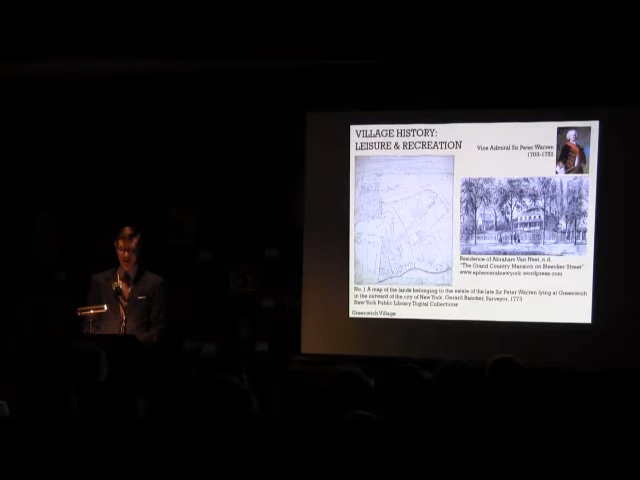 VILLAGE HISTORY:
LEISURE & RECREATION
Vice Admiral Sir Peter Warren
1703-1752
Residence of Abraham Van Nest, n.d.
"The Grand Country Mansion on Bleecker Street"
www.ephemeralnewyork.wordpress.com
No. 1 A map of the lands belonging to the estate of the late Sir Peter Warren lying at Greenwich
in the outward of the city of New York, Gerard Bancker, Surveyor, 1773
New York Public Library Digital Collections
Greenwich Village